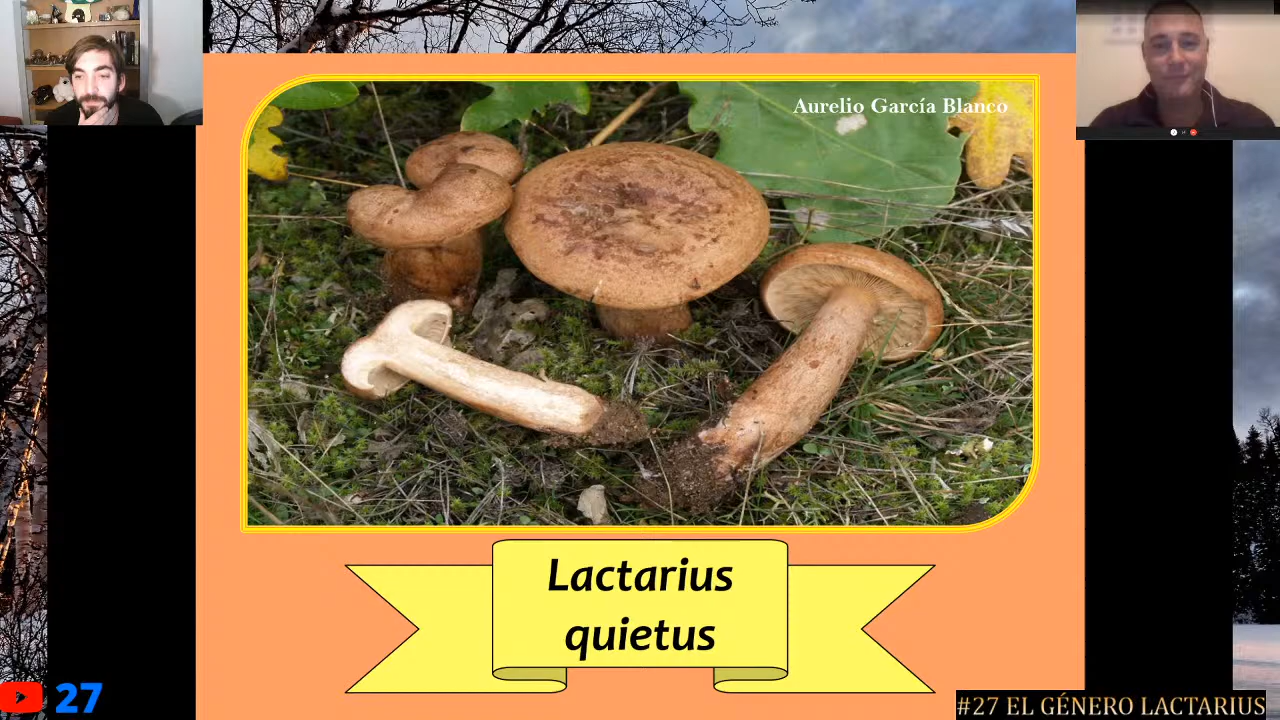 Aurelio García Blanco
Lactarius
quietus
27
#27 EL GÉNERO LACTARIUS